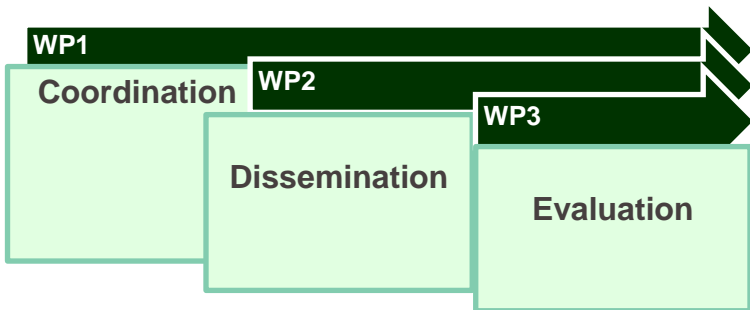 WP1
Coordination
WP2
Dissemination
WP3
Evaluation